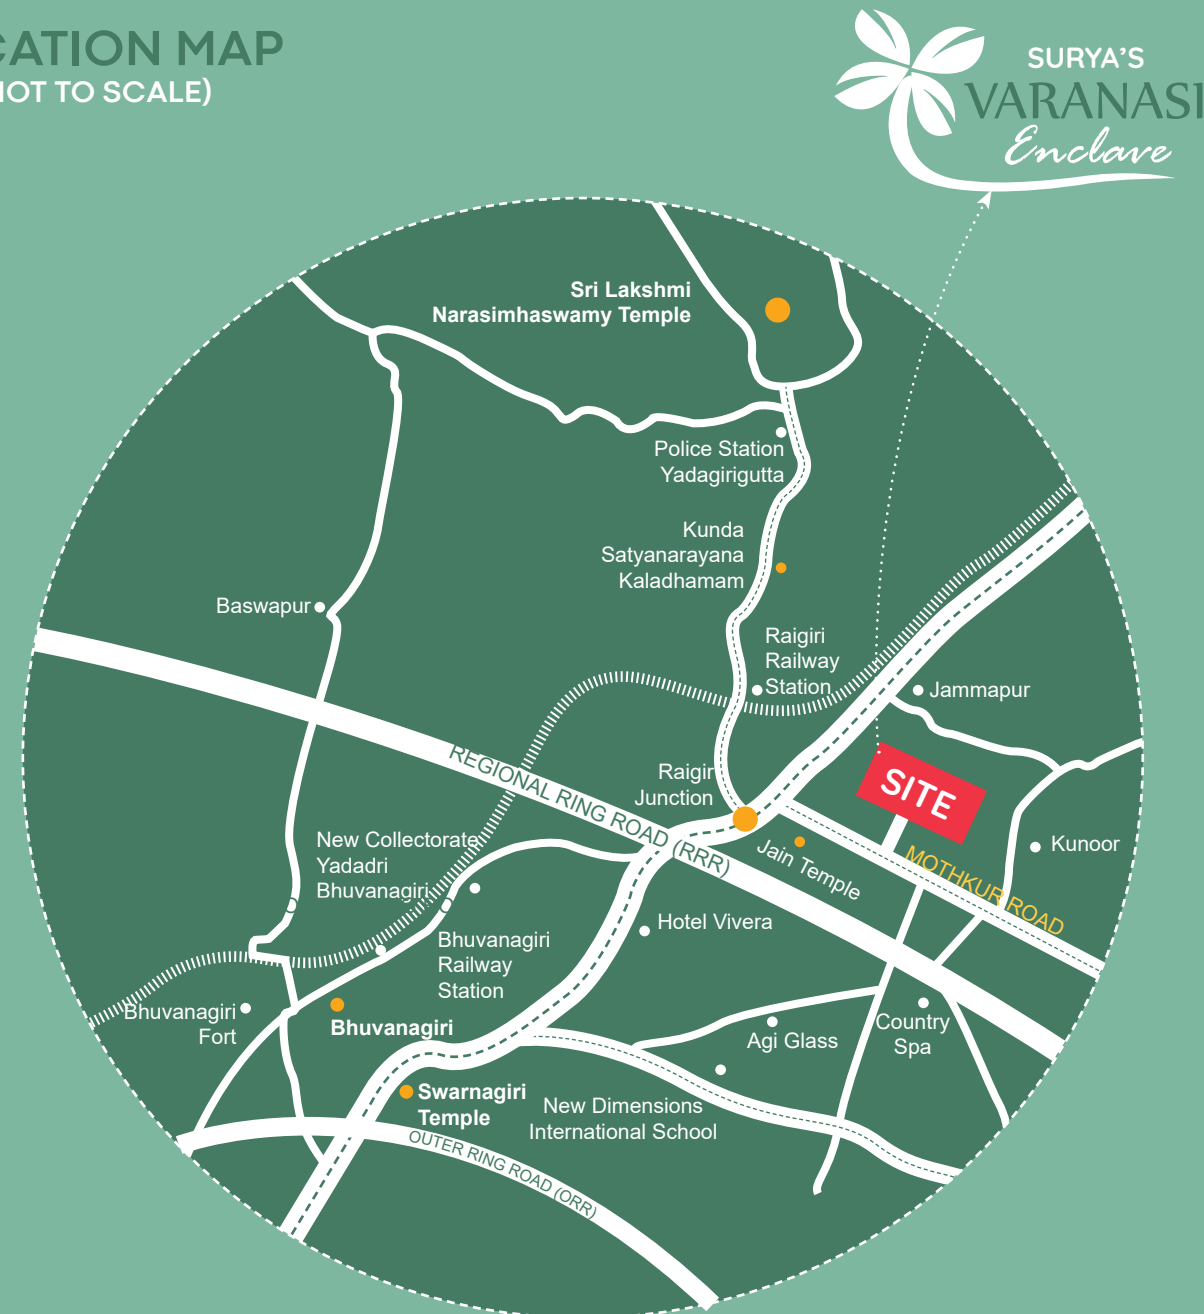 CATION MAP
NOT TO SCALE)
SURYA'S
VARANASI
Enclave
Sri Lakshmi
Narasimhaswamy Temple
Police Station
Yadagirigutta
Kunda
Satyanarayana
Kaladhamam
Baswapur
Raigiri
Railway
Station
Jammapur
REGIONAL RING ROAD (RRR)
Raigir
Junction
SITE
Jain Temple
MOTHKUR ROAD
Kunoor
New Collectorate
Yadadri
Bhuvanagiri
Hotel Vivera
Bhuvanagiri
Railway
Station
Bhuvanagiri
Fort
Bhuvanagiri
Agi Glass
Country
Spa
Swarnagiri
Temple
New Dimensions
International School
OUTER RING ROAD (ORR)